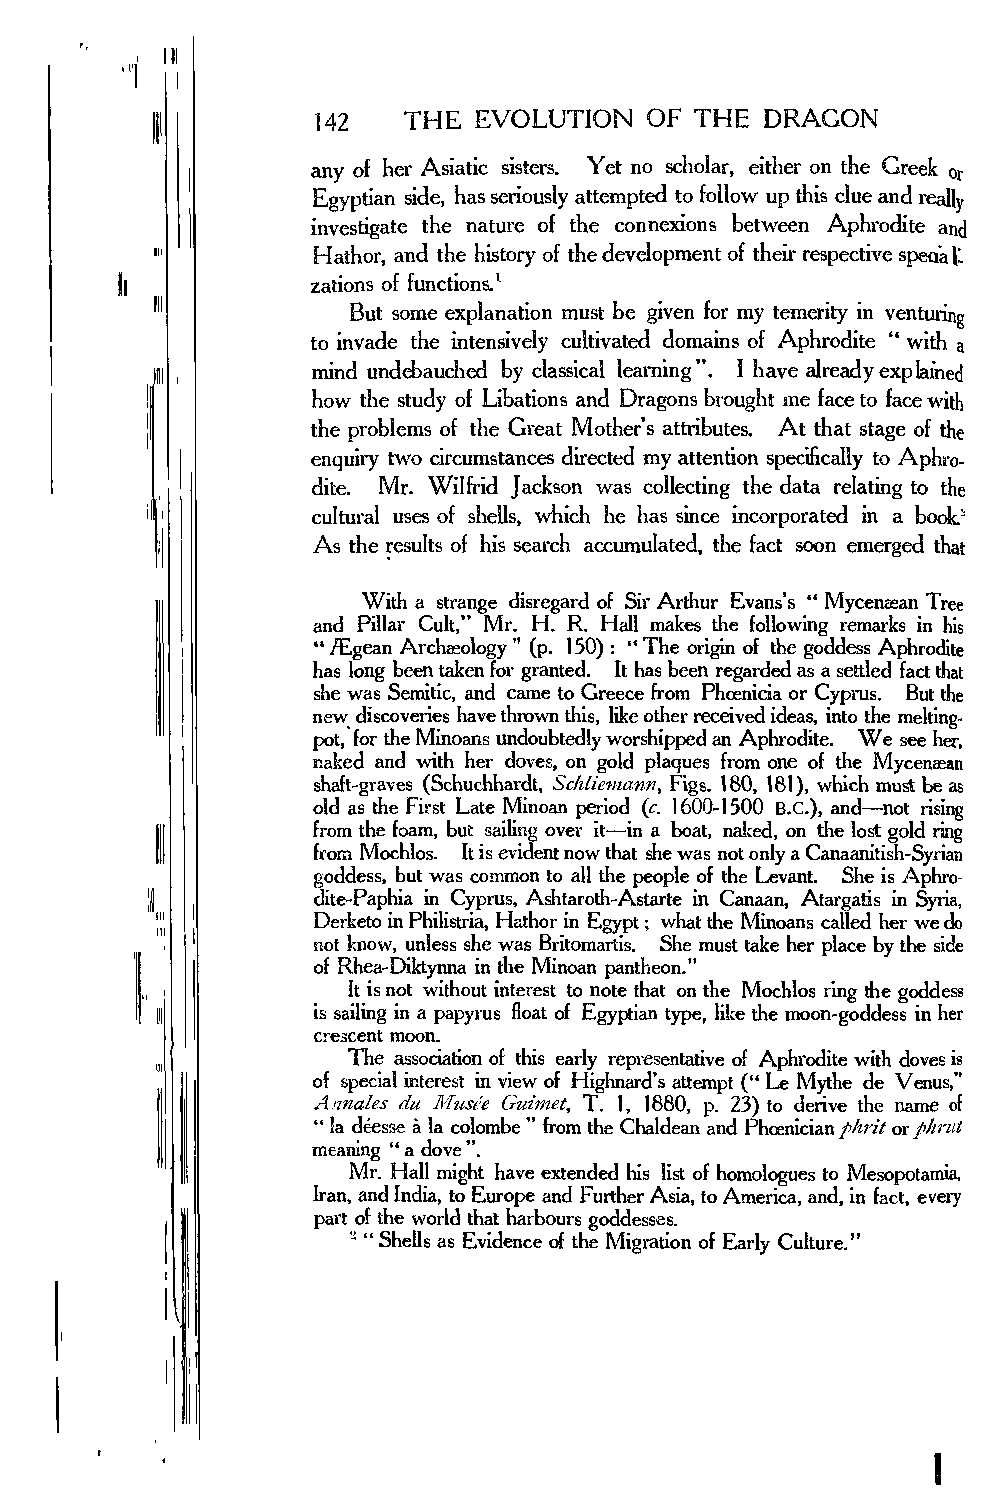 142 THE EVOLUTION OF THE DRAGON
any of her Asiatic sisters. Yet no scholar, either on the Greek or
Egyptian side, has seriously attempted to follow up this clue and really
investigate the nature of the connexions between Aphrodite and
Hathor, and the history of the development of their respective speciali-
zations of functions.¹
But some explanation must be given for my temerity in venturing
to invade the intensively cultivated domains of Aphrodite “ with a
mind undebauched by classical learning”. I have already explained
how the study of Libations and Dragons brought me face to face with
the problems of the Great Mother's attributes. At that stage of the
enquiry two circumstances directed my attention specifically to Aphro-
dite. Mr. Wilfrid Jackson was collecting the data relating to the
cultural uses of shells, which he has since incorporated in a book.²
As the results of his search accumulated, the fact soon emerged that
With a strange disregard of Sir Arthur Evans's “ Mycenæan Tree
and Pillar Cult,” Mr. H. R. Hall makes the following remarks in his
“ Ægean Archæology ” (p. 150) : “ The origin of the goddess Aphrodite
has long been taken for granted. It has been regarded as a settled fact that
she was Semitic, and came to Greece from Phœnicia or Cyprus. But the
new discoveries have thrown this, like other received ideas, into the melting-
pot, for the Minoans undoubtedly worshipped an Aphrodite. We see her,
naked and with her doves, on gold plaques from one of the Mycenæan
shaft-graves (Schuchhardt, Schliemann, Figs. 180, 181), which must be as
old as the First Late Minoan period (c. 1600-1500 B.C.), and—not rising
from the foam, but sailing over it—in a boat, naked, on the lost gold ring
from Mochlos. It is evident now that she was not only a Canaanitish-Syrian
goddess, but was common to all the people of the Levant. She is Aphro-
dite-Paphia in Cyprus, Ashtaroth-Astarte in Canaan, Atargatis in Syria,
Derketo in Philistria, Hathor in Egypt ; what the Minoans called her we do
not know, unless she was Britomartis. She must take her place by the side
of Rhea-Diktynna in the Minoan pantheon.”
It is not without interest to note that on the Mochlos ring the goddess
is sailing in a papyrus float of Egyptian type, like the moon-goddess in her
crescent moon.
The association of this early representative of Aphrodite with doves is
of special interest in view of Highnard's attempt (“ Le Mythe de Venus,”
Annales du Musée Guimet, T. 1, 1880, p. 23) to derive the name of
“ la déesse à la colombe ” from the Chaldean and Phœnician phrit or phrut
meaning “ a dove ”.
Mr. Hall might have extended his list of homologues to Mesopotamia,
Iran, and India, to Europe and Further Asia, to America, and, in fact, every
part of the world that harbours goddesses.
² “ Shells as Evidence of the Migration of Early Culture.”